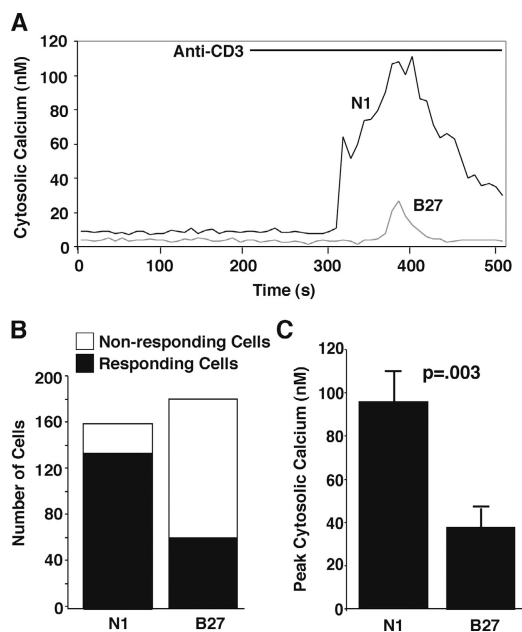 A
120
100
80
60
40
20
0
Cytosolic Calcium (nM)
Anti-CD3
N1
B27
0
100
200
300
400
500
Time (s)
B
Non-responding Cells
Responding Cells
200
160
120
80
40
0
Number of Cells
N1
B27
C
120
100
80
60
40
20
0
Peak Cytosolic Calcium (nM)
p=.003
N1
B27